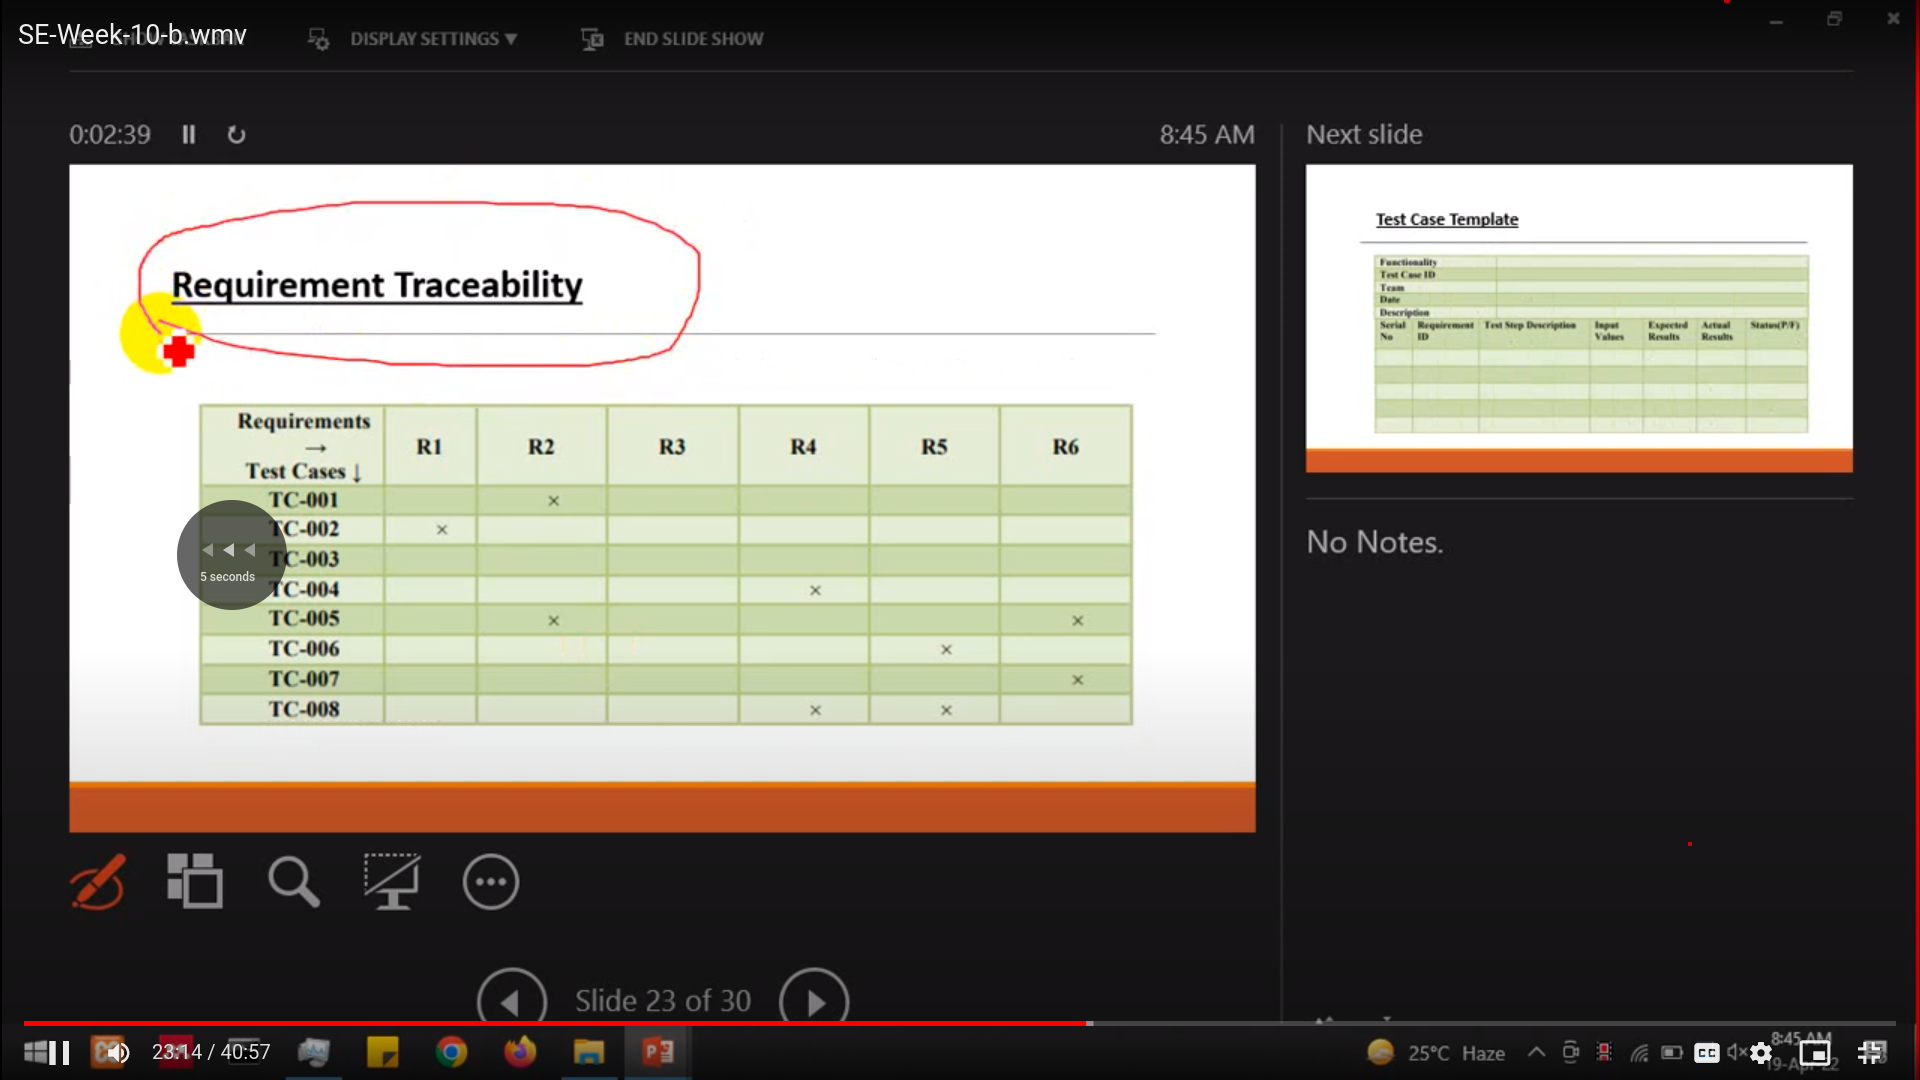 SE-Week-10-b.wmv
DISPLAY SETTINGS ▼
END SLIDE SHOW
0:02:39
8:45 AM
Next slide
Requirement Traceability
Requirements → Test Cases ↓ R1 R2 R3 R4 R5 R6
TC-001 ×
TC-002 ×
TC-003
TC-004 ×
TC-005 × ×
TC-006 ×
TC-007 ×
TC-008 × ×
5 seconds
Test Case Template
Functionality
Test Case ID
Team
Date
Description
Serial No Requirement ID Test Step Description Input Values Expected Results Actual Results Status(P/F)
No Notes.
Slide 23 of 30
23:14 / 40:57
25°C Haze
CC
8:45 AM